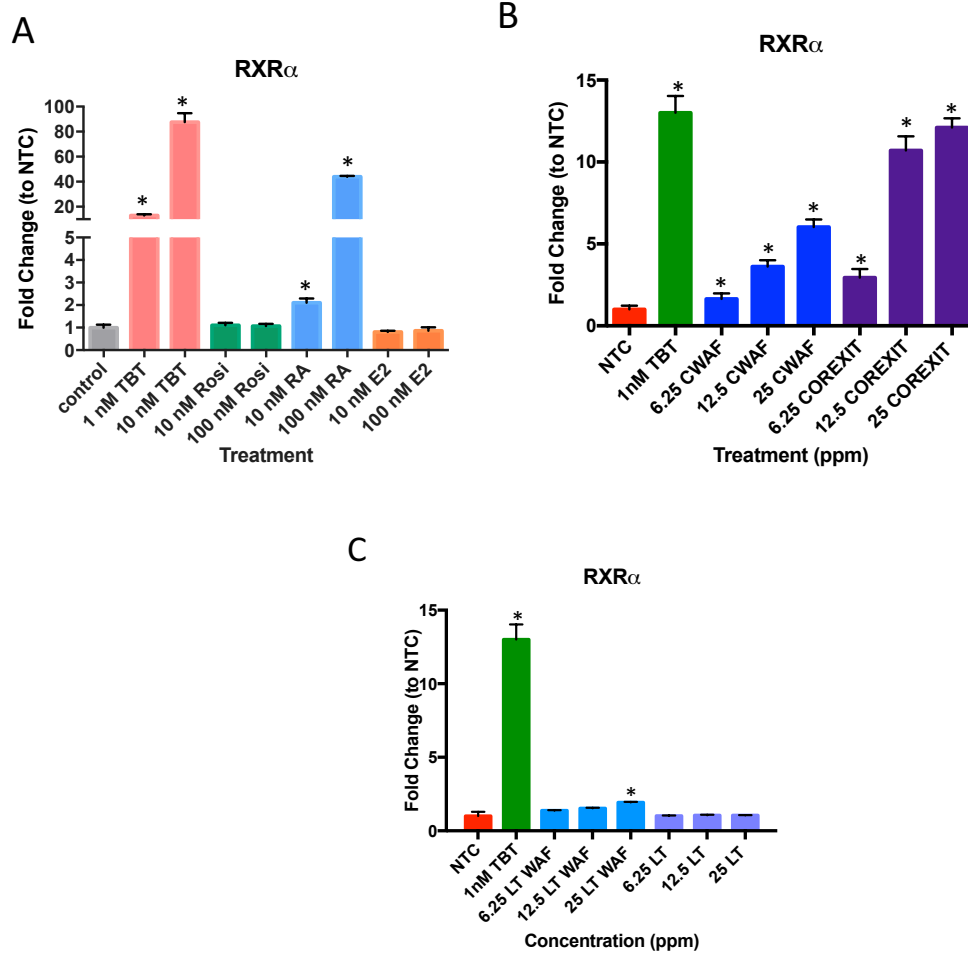 A
RXRα
Fold Change (to NTC)
100
80
60
40
20
5
4
3
2
1
0
*
*
*
*
control
1 nM TBT
10 nM TBT
10 nM Rosi
100 nM Rosi
10 nM RA
100 nM RA
10 nM E2
100 nM E2
Treatment
B
RXRα
Fold Change (to NTC)
15
10
5
0
*
*
*
*
*
*
*
NTC
1nM TBT
6.25 CWAF
12.5 CWAF
25 CWAF
6.25 COREXIT
12.5 COREXIT
25 COREXIT
Treatment (ppm)
C
RXRα
Fold Change (to NTC)
15
10
5
0
*
*
NTC
1nM TBT
6.25 LT WAF
12.5 LT WAF
25 LT WAF
6.25 LT
12.5 LT
25 LT
Concentration (ppm)